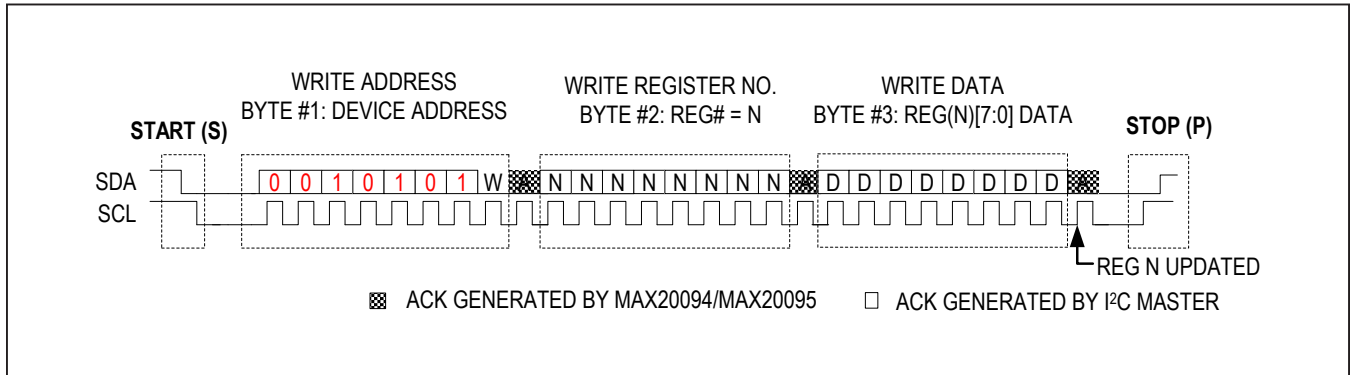 WRITE ADDRESS
BYTE #1: DEVICE ADDRESS
WRITE REGISTER NO.
BYTE #2: REG# = N
WRITE DATA
BYTE #3: REG(N)[7:0] DATA
START (S)
STOP (P)
SDA 0 0 1 0 1 0 1 W A N N N N N N N N A D D D D D D D D A
SCL
REG N UPDATED
ACK GENERATED BY MAX20094/MAX20095
ACK GENERATED BY I²C MASTER